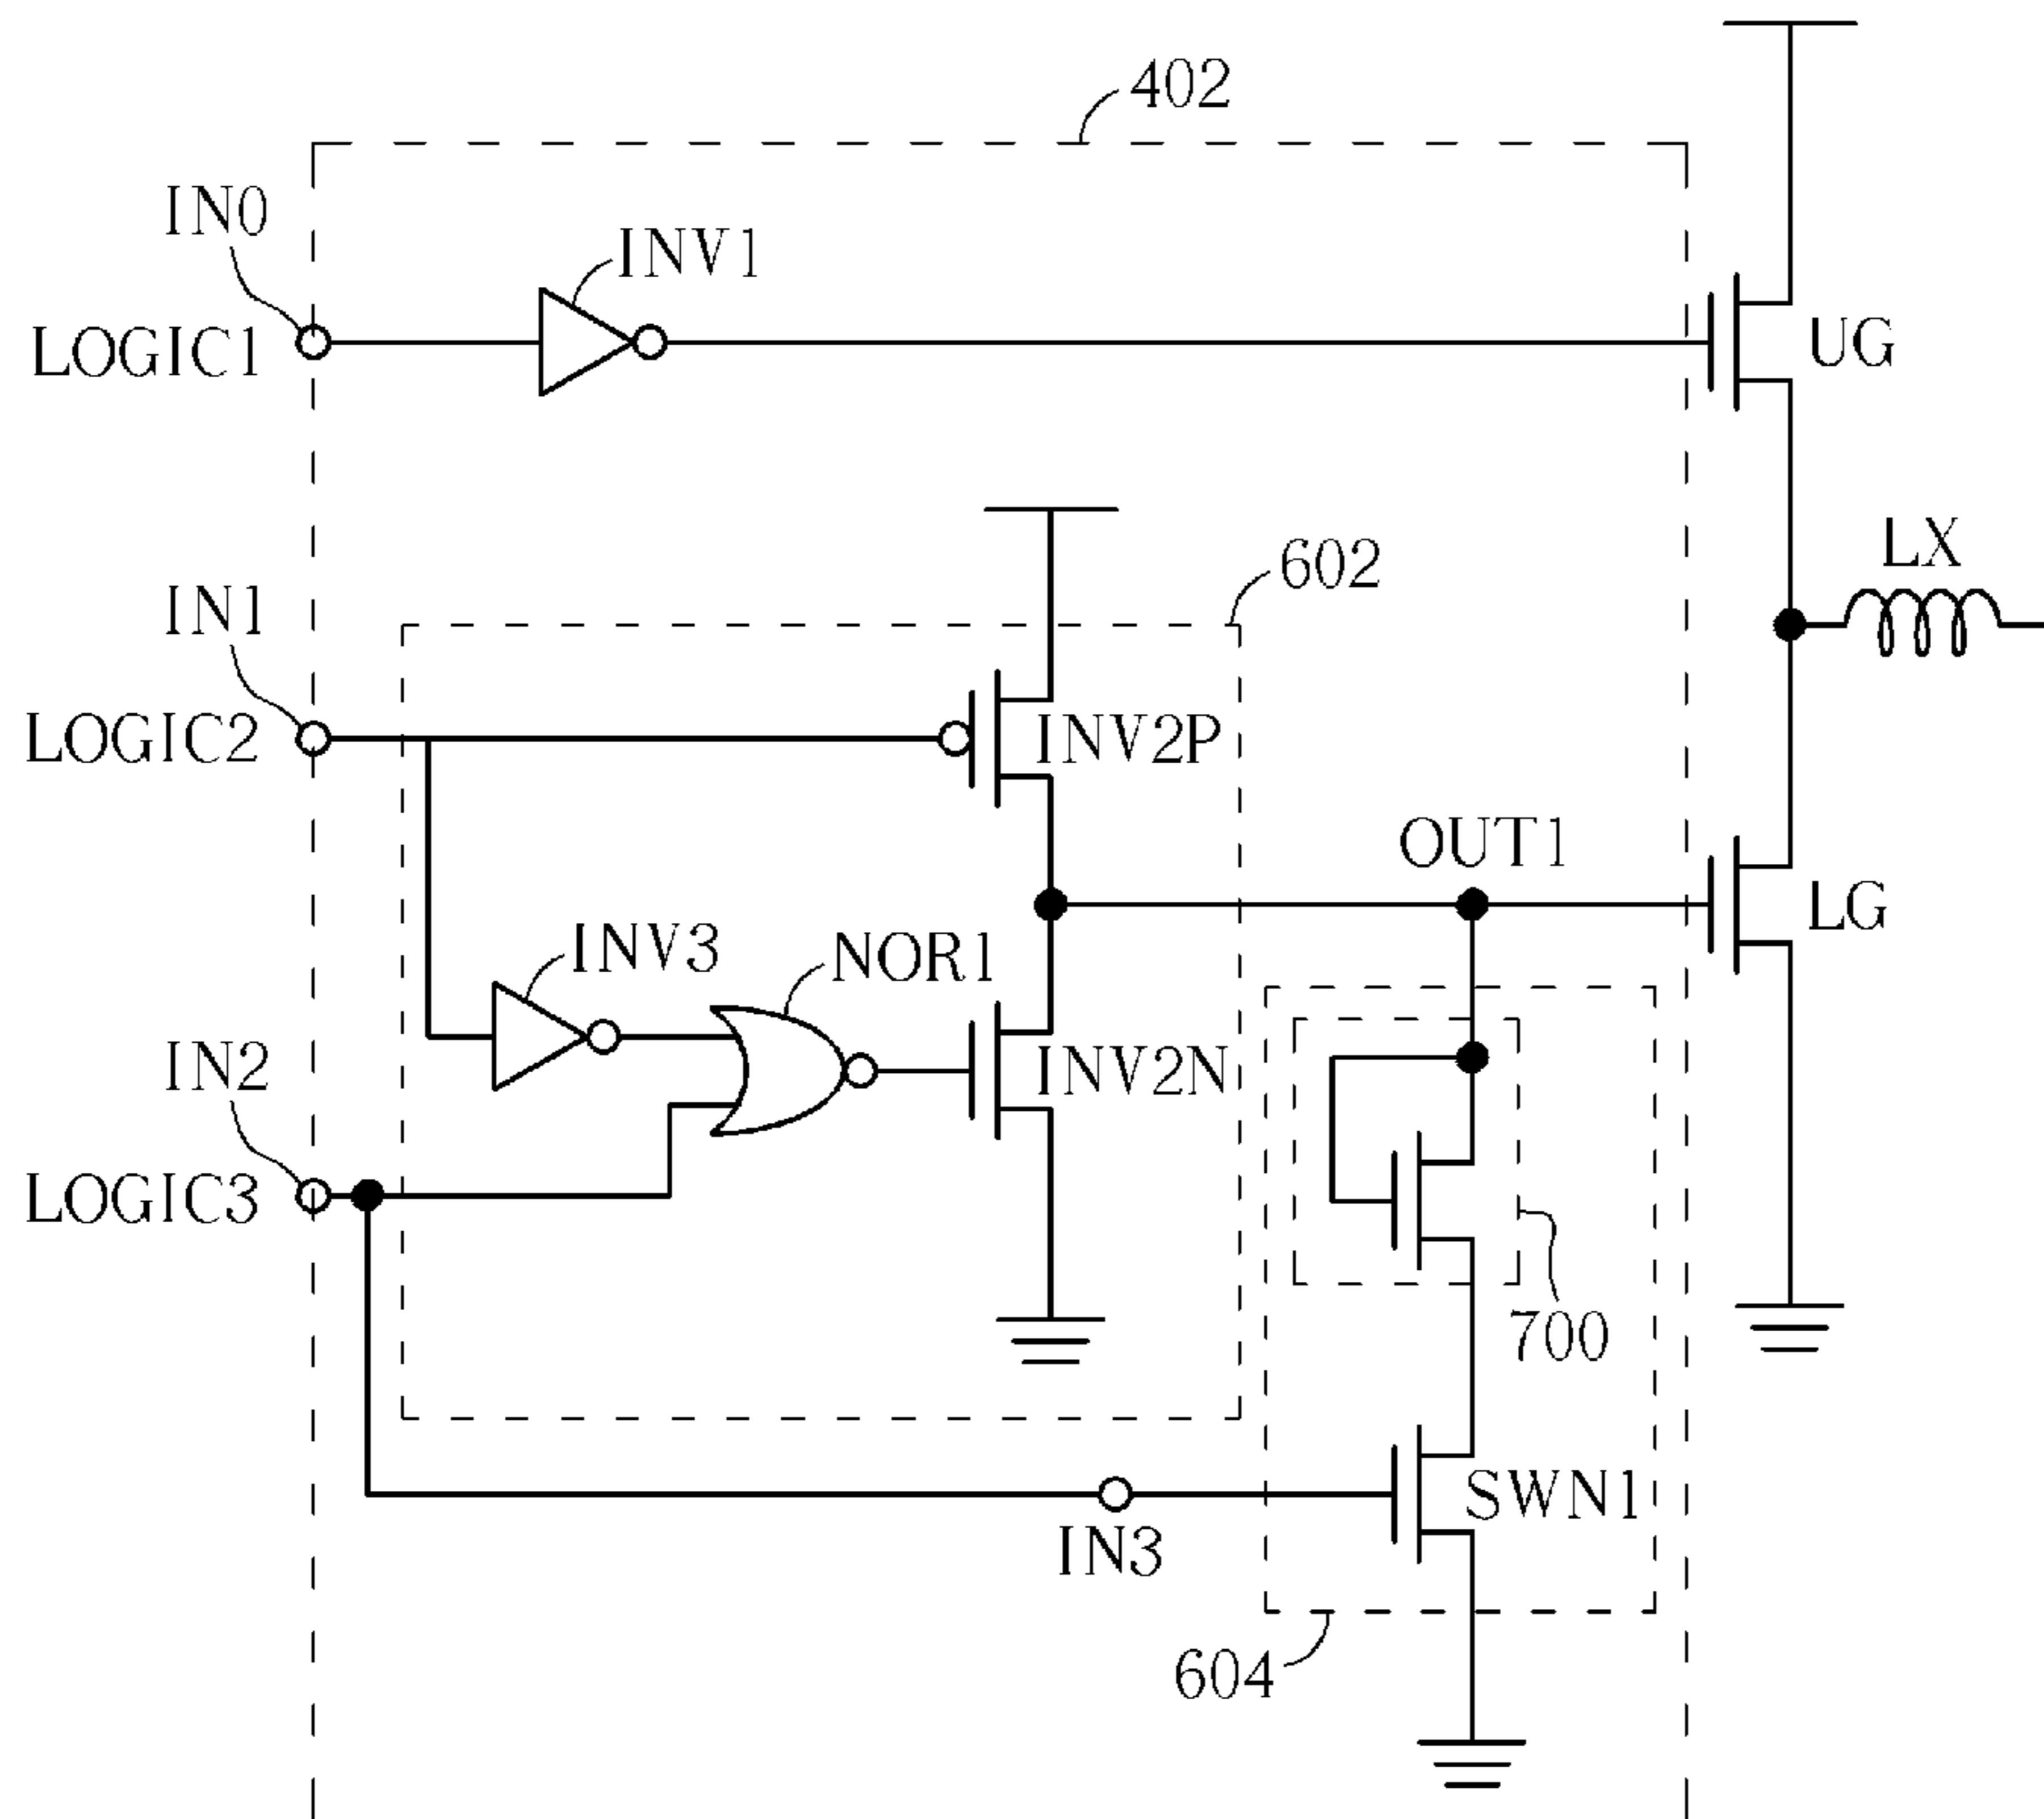 402
IN0
INV1
LOGIC1
UG
LX
602
IN1
LOGIC2
INV2P
OUT1
LG
INV3
NOR1
IN2
INV2N
LOGIC3
700
SWN1
IN3
604